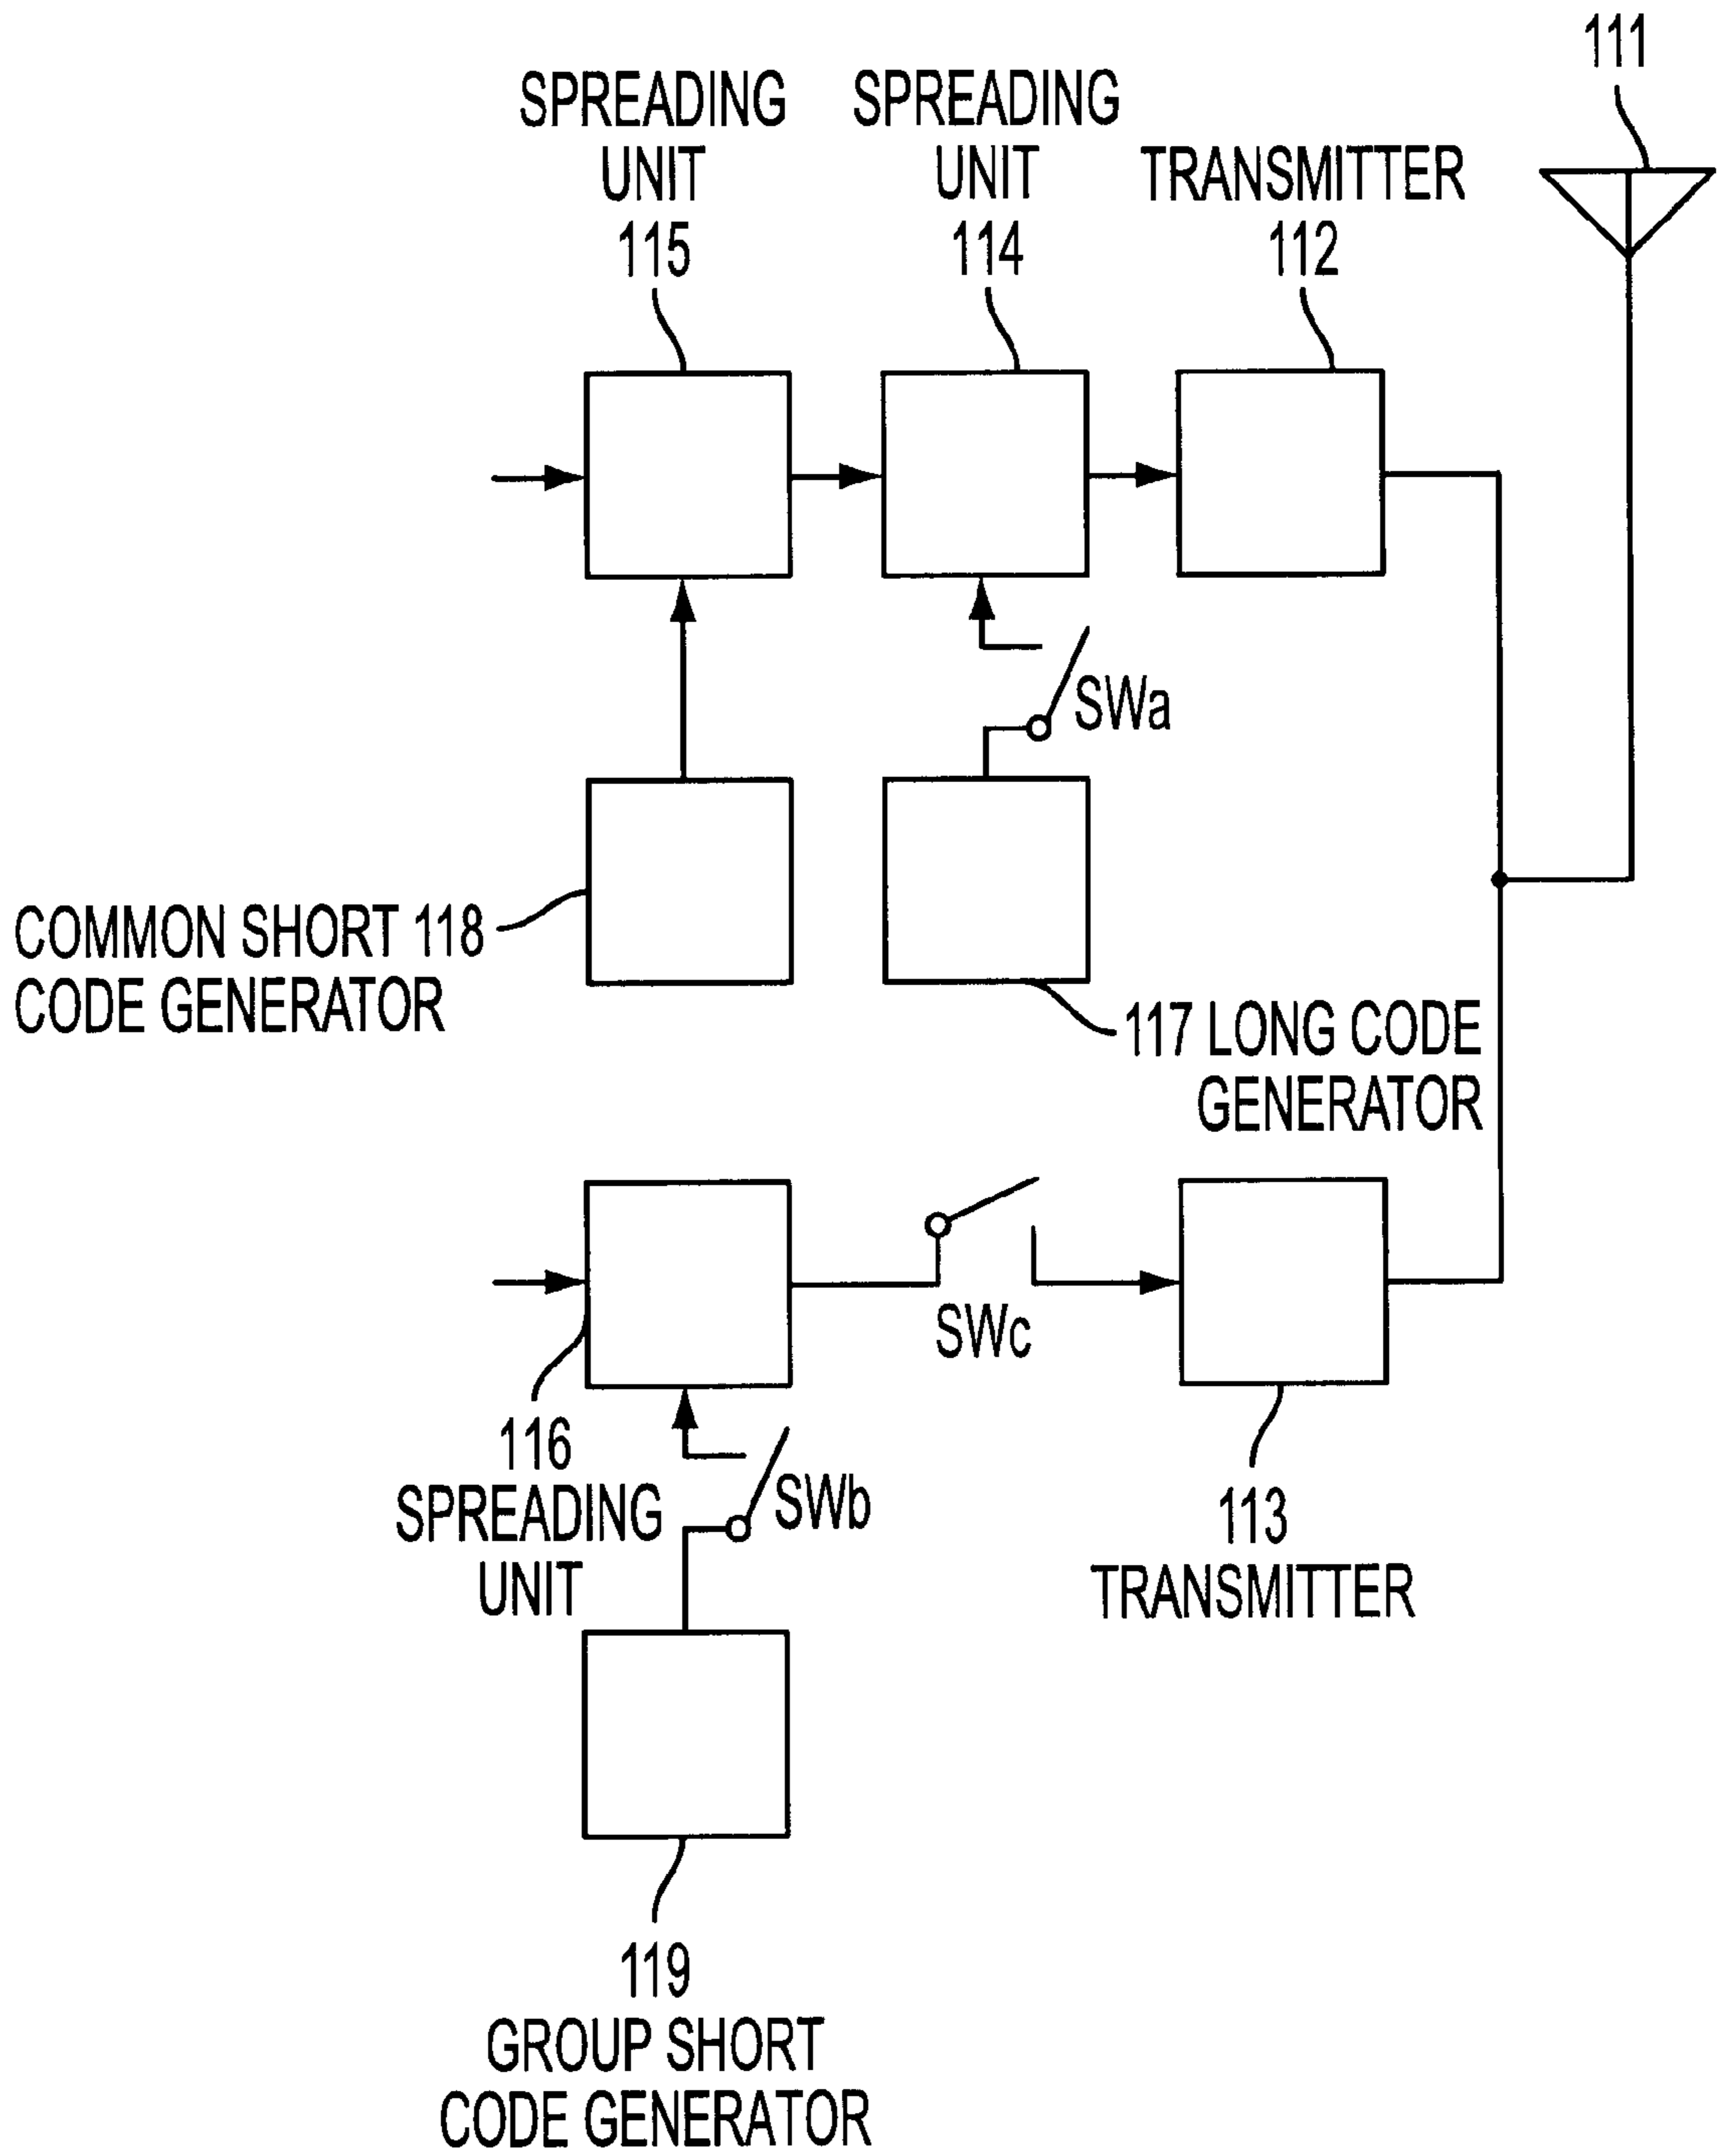 111
SPREADING
UNIT
115
SPREADING
UNIT
114
TRANSMITTER
112
SWa
COMMON SHORT 118
CODE GENERATOR
117 LONG CODE
GENERATOR
SWc
116
SPREADING
UNIT
SWb
113
TRANSMITTER
119
GROUP SHORT
CODE GENERATOR